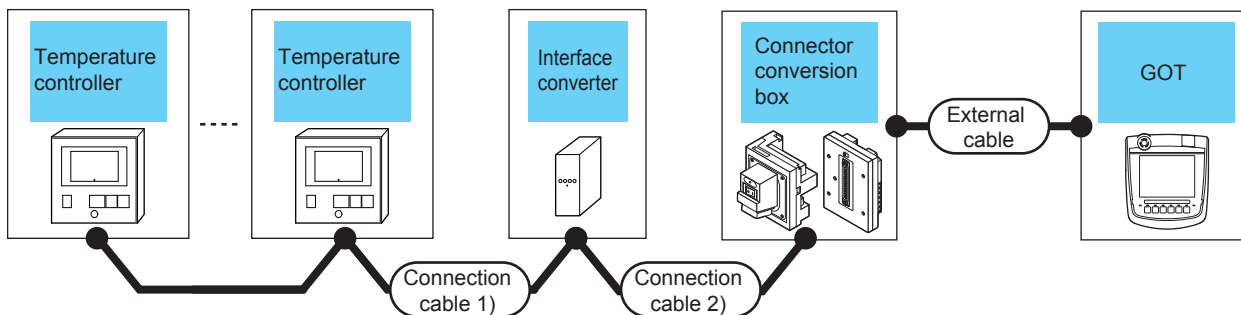 Temperature
controller
Temperature
controller
Interface
converter
Connector
conversion
box
GOT
External
cable
Connection
cable 1)
Connection
cable 2)